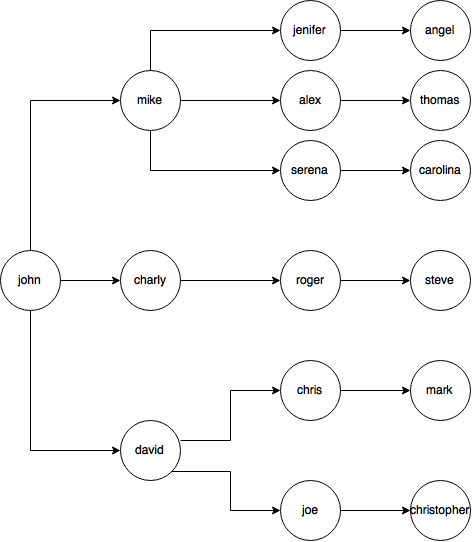 jenifer
angel
mike
alex
thomas
serena
carolina
john
charly
roger
steve
chris
mark
david
joe
christopher